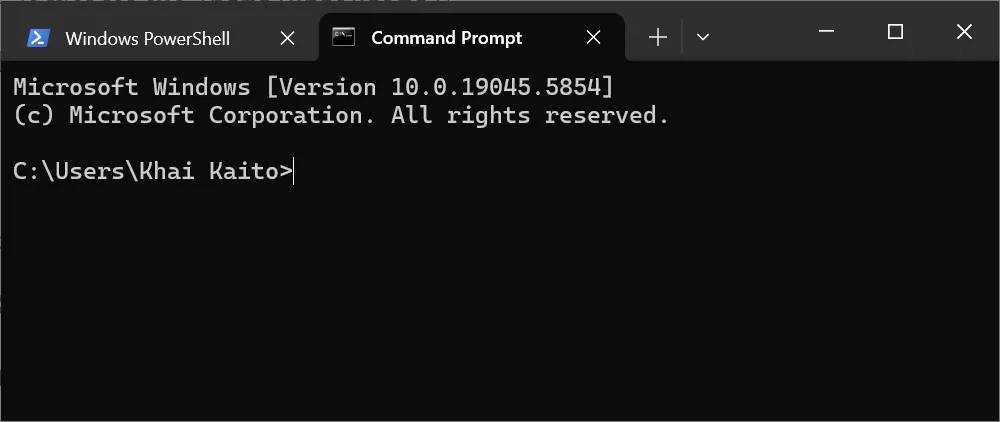 Windows PowerShell
Command Prompt
Microsoft Windows [Version 10.0.19045.5854]
(c) Microsoft Corporation. All rights reserved.
C:\Users\Khai Kaito>